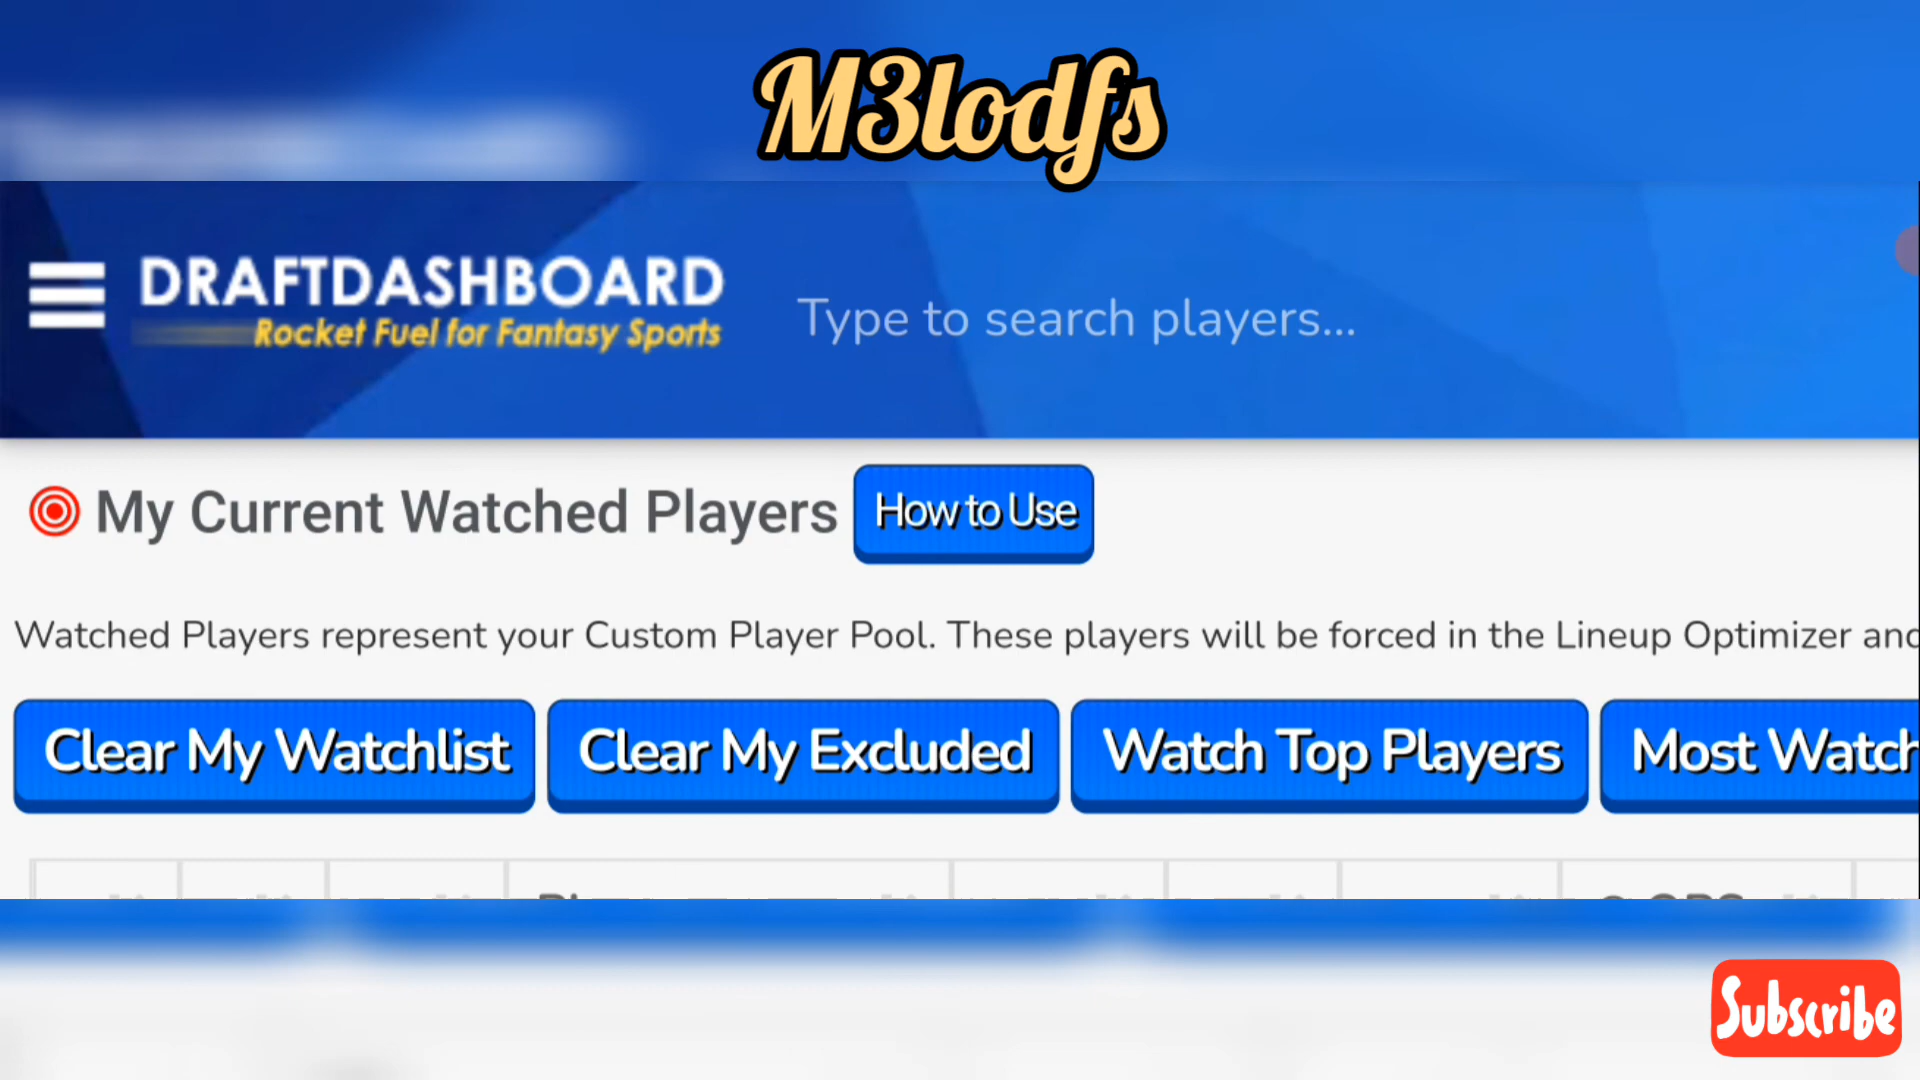 M3lodfs
DRAFTDASHBOARD
Rocket Fuel for Fantasy Sports
Type to search players...
My Current Watched Players
How to Use
Watched Players represent your Custom Player Pool. These players will be forced in the Lineup Optimizer and
Clear My Watchlist
Clear My Excluded
Watch Top Players
Most Watch
Subscribe